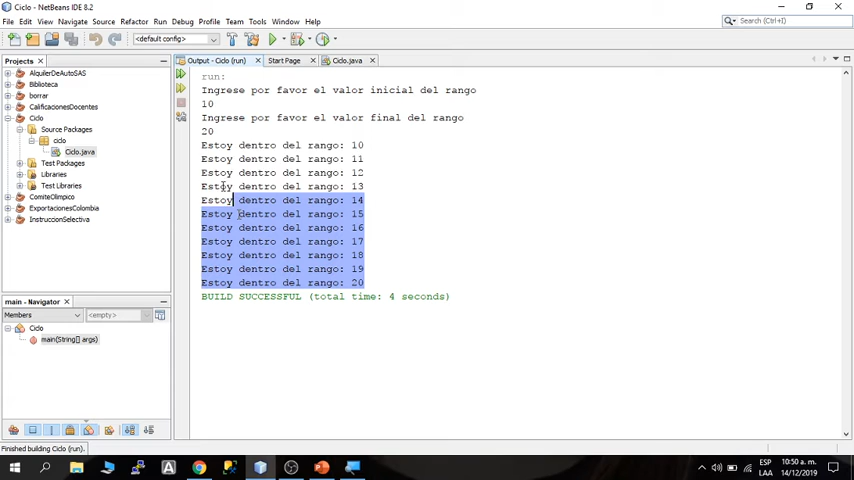 Ciclo - NetBeans IDE 8.2
File Edit View Navigate Source Refactor Run Debug Profile Team Tools Window Help
Search (Ctrl+I)
<default config>
Projects
Output - Ciclo (run) Start Page Ciclo.java
AlquilerDeAutoSAS
Biblioteca
borrar
CalificacionesDocentes
Ciclo
Source Packages
ciclo
Ciclo.java
Test Packages
Libraries
Test Libraries
ComiteOlimpico
ExportacionesColombia
InstruccionSelectiva
run:
Ingrese por favor el valor inicial del rango
10
Ingrese por favor el valor final del rango
20
Estoy dentro del rango: 10
Estoy dentro del rango: 11
Estoy dentro del rango: 12
Estoy dentro del rango: 13
Estoy dentro del rango: 14
Estoy dentro del rango: 15
Estoy dentro del rango: 16
Estoy dentro del rango: 17
Estoy dentro del rango: 18
Estoy dentro del rango: 19
Estoy dentro del rango: 20
BUILD SUCCESSFUL (total time: 4 seconds)
main - Navigator
Members <empty>
Ciclo
main(String[] args)
Finished building Ciclo (run).
ESP
LAA
10:50 a. m.
14/12/2019